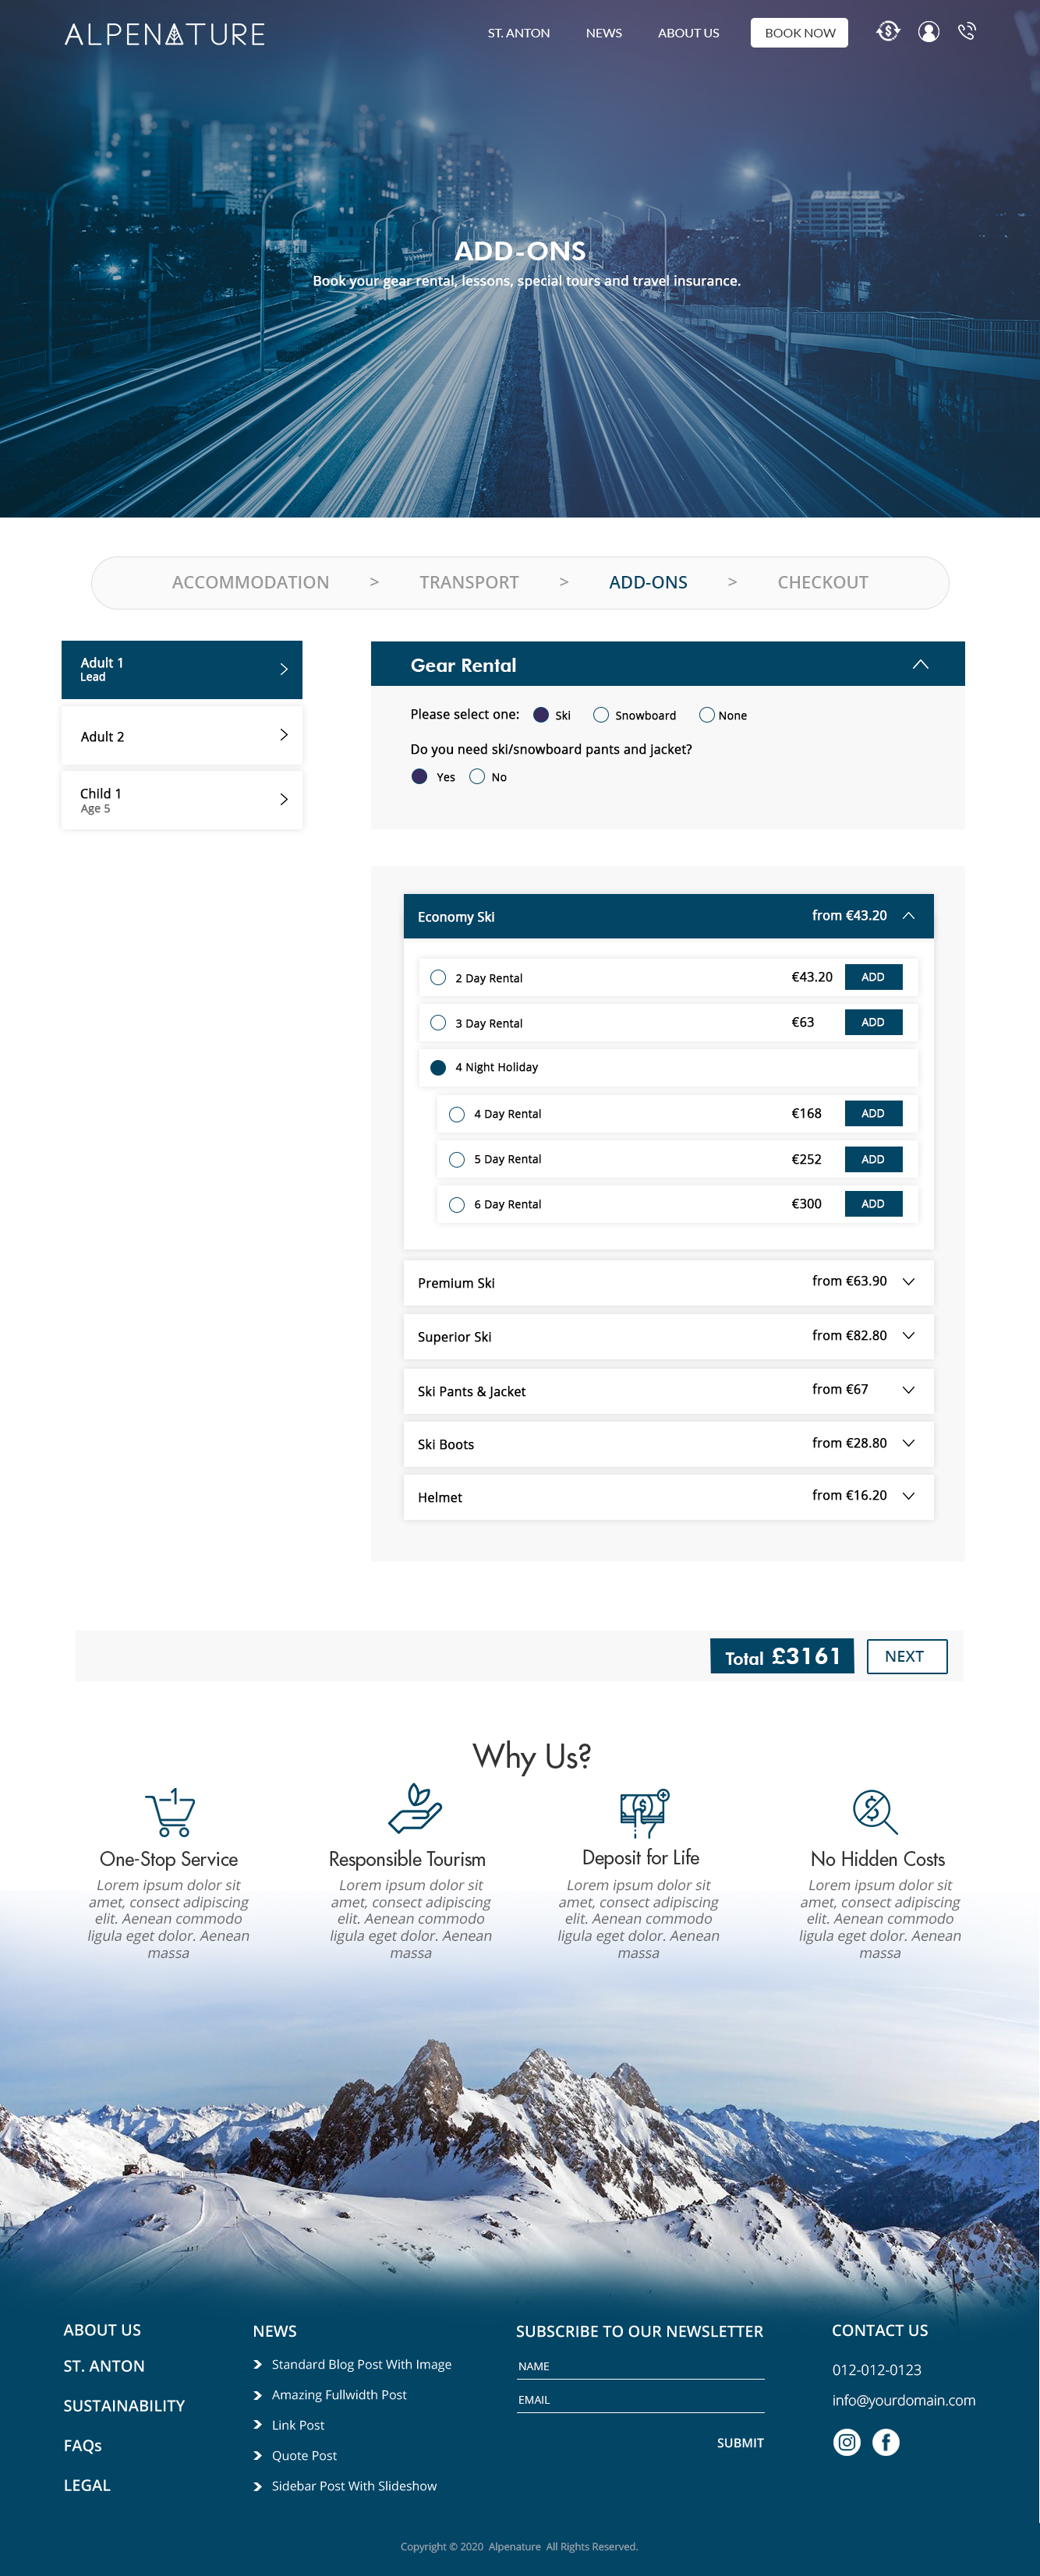 ALPENATURE
ST. ANTON NEWS ABOUT US BOOK NOW
ADD-ONS
Book your gear rental, lessons, special tours and travel insurance.
ACCOMMODATION > TRANSPORT > ADD-ONS > CHECKOUT
Adult 1
Lead
Adult 2
Child 1
Age 5
Gear Rental
Please select one: Ski Snowboard None
Do you need ski/snowboard pants and jacket?
Yes No
Economy Ski from €43.20
2 Day Rental €43.20 ADD
3 Day Rental €63 ADD
4 Night Holiday
4 Day Rental €168 ADD
5 Day Rental €252 ADD
6 Day Rental €300 ADD
Premium Ski from €63.90
Superior Ski from €82.80
Ski Pants & Jacket from €67
Ski Boots from €28.80
Helmet from €16.20
Total £3161 NEXT
Why Us?
One-Stop Service
Lorem ipsum dolor sit
amet, consect adipiscing
elit. Aenean commodo
ligula eget dolor. Aenean
massa
Responsible Tourism
Lorem ipsum dolor sit
amet, consect adipiscing
elit. Aenean commodo
ligula eget dolor. Aenean
massa
Deposit for Life
Lorem ipsum dolor sit
amet, consect adipiscing
elit. Aenean commodo
ligula eget dolor. Aenean
massa
No Hidden Costs
Lorem ipsum dolor sit
amet, consect adipiscing
elit. Aenean commodo
ligula eget dolor. Aenean
massa
ABOUT US
ST. ANTON
SUSTAINABILITY
FAQs
LEGAL
NEWS
Standard Blog Post With Image
Amazing Fullwidth Post
Link Post
Quote Post
Sidebar Post With Slideshow
SUBSCRIBE TO OUR NEWSLETTER
NAME
EMAIL
SUBMIT
CONTACT US
012-012-0123
info@yourdomain.com
Copyright © 2020 Alpenature All Rights Reserved.